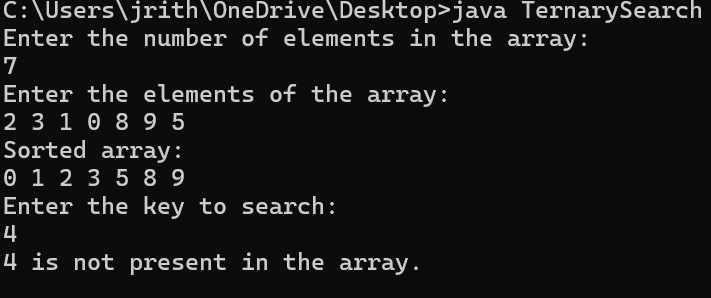 C:\Users\jrith\OneDrive\Desktop>java TernarySearch
Enter the number of elements in the array:
7
Enter the elements of the array:
2 3 1 0 8 9 5
Sorted array:
0 1 2 3 5 8 9
Enter the key to search:
4
4 is not present in the array.